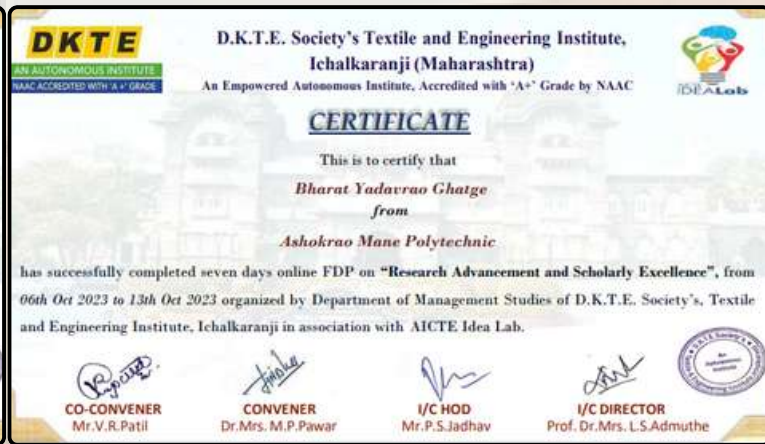 DKTE
AN AUTONOMOUS INSTITUTE
NAAC ACCREDITED WITH 'A +' GRADE
D.K.T.E. Society's Textile and Engineering Institute,
Ichalkaranji (Maharashtra)
An Empowered Autonomous Institute, Accredited with 'A+' Grade by NAAC
IDEALab
CERTIFICATE
This is to certify that
Bharat Yadavrao Ghatge
from
Ashokrao Mane Polytechnic
has successfully completed seven days online FDP on "Research Advancement and Scholarly Excellence", from
06th Oct 2023 to 13th Oct 2023 organized by Department of Management Studies of D.K.T.E. Society's, Textile
and Engineering Institute, Ichalkaranji in association with AICTE Idea Lab.
CO-CONVENER
Mr.V.R.Patil
CONVENER
Dr.Mrs. M.P.Pawar
I/C HOD
Mr.P.S.Jadhav
I/C DIRECTOR
Prof. Dr.Mrs. L.S.Admuthe